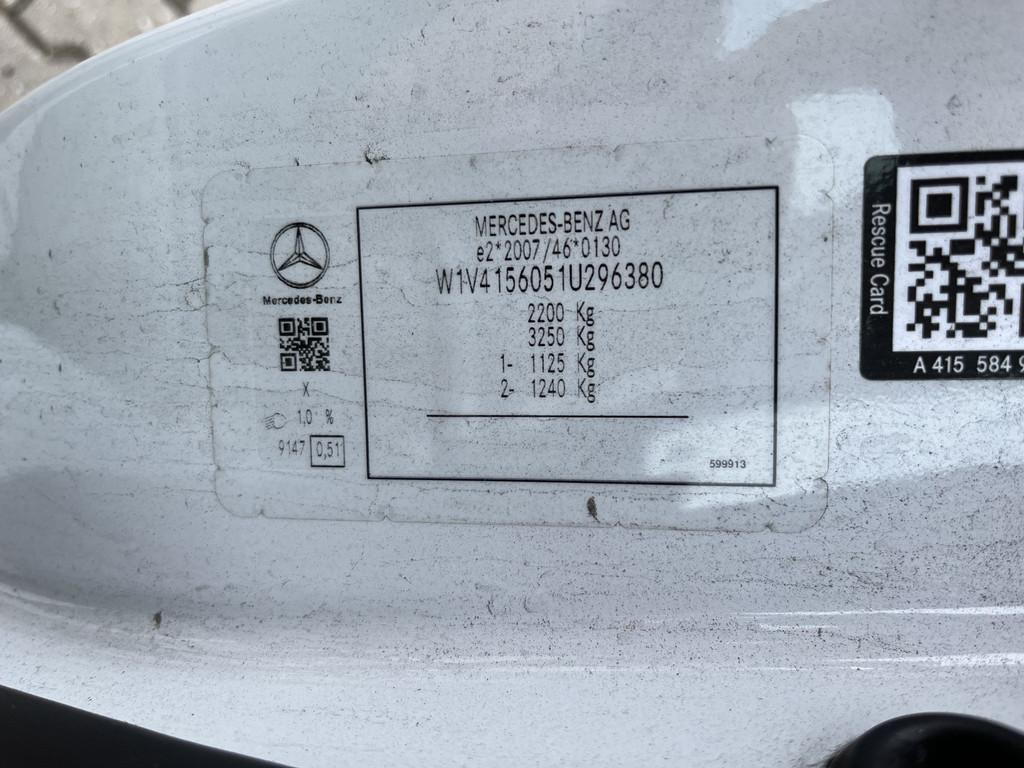 MERCEDES-BENZ AG
e2*2007/46*0130
W1V4156051U296380
2200 Kg
3250 Kg
1- 1125 Kg
2- 1240 Kg
599913
Mercedes-Benz
X
1,0 %
9147 0,51
Rescue Card
A 415 584 9